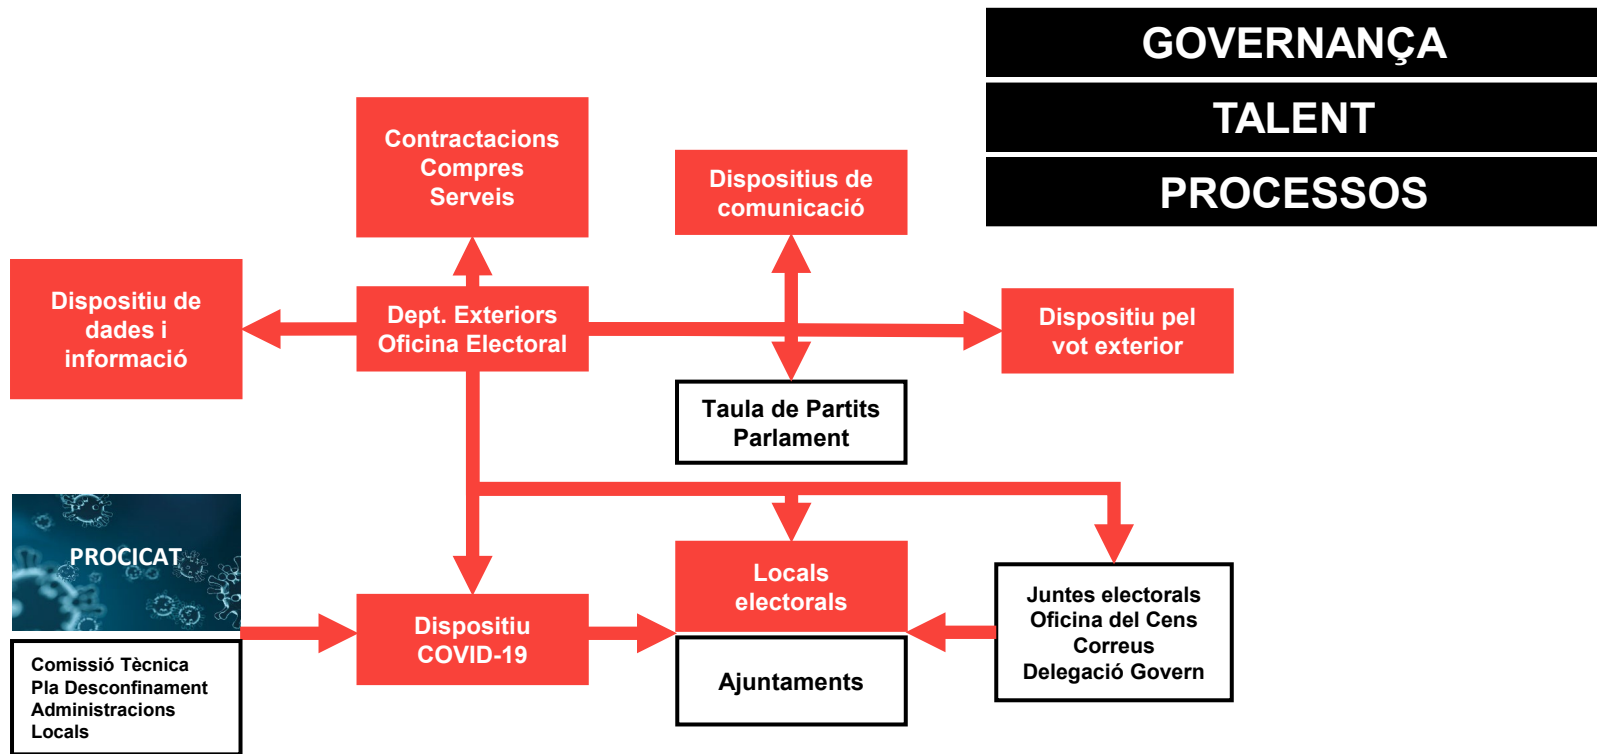 GOVERNANÇA
TALENT
PROCESSOS
Contractacions
Compres
Serveis
Dispositius de
comunicació
Dispositiu de
dades i
informació
Dept. Exteriors
Oficina Electoral
Dispositiu pel
vot exterior
Taula de Partits
Parlament
PROCICAT
Comissió Tècnica
Pla Desconfinament
Administracions
Locals
Dispositiu
COVID-19
Locals
electorals
Ajuntaments
Juntes electorals
Oficina del Cens
Correus
Delegació Govern